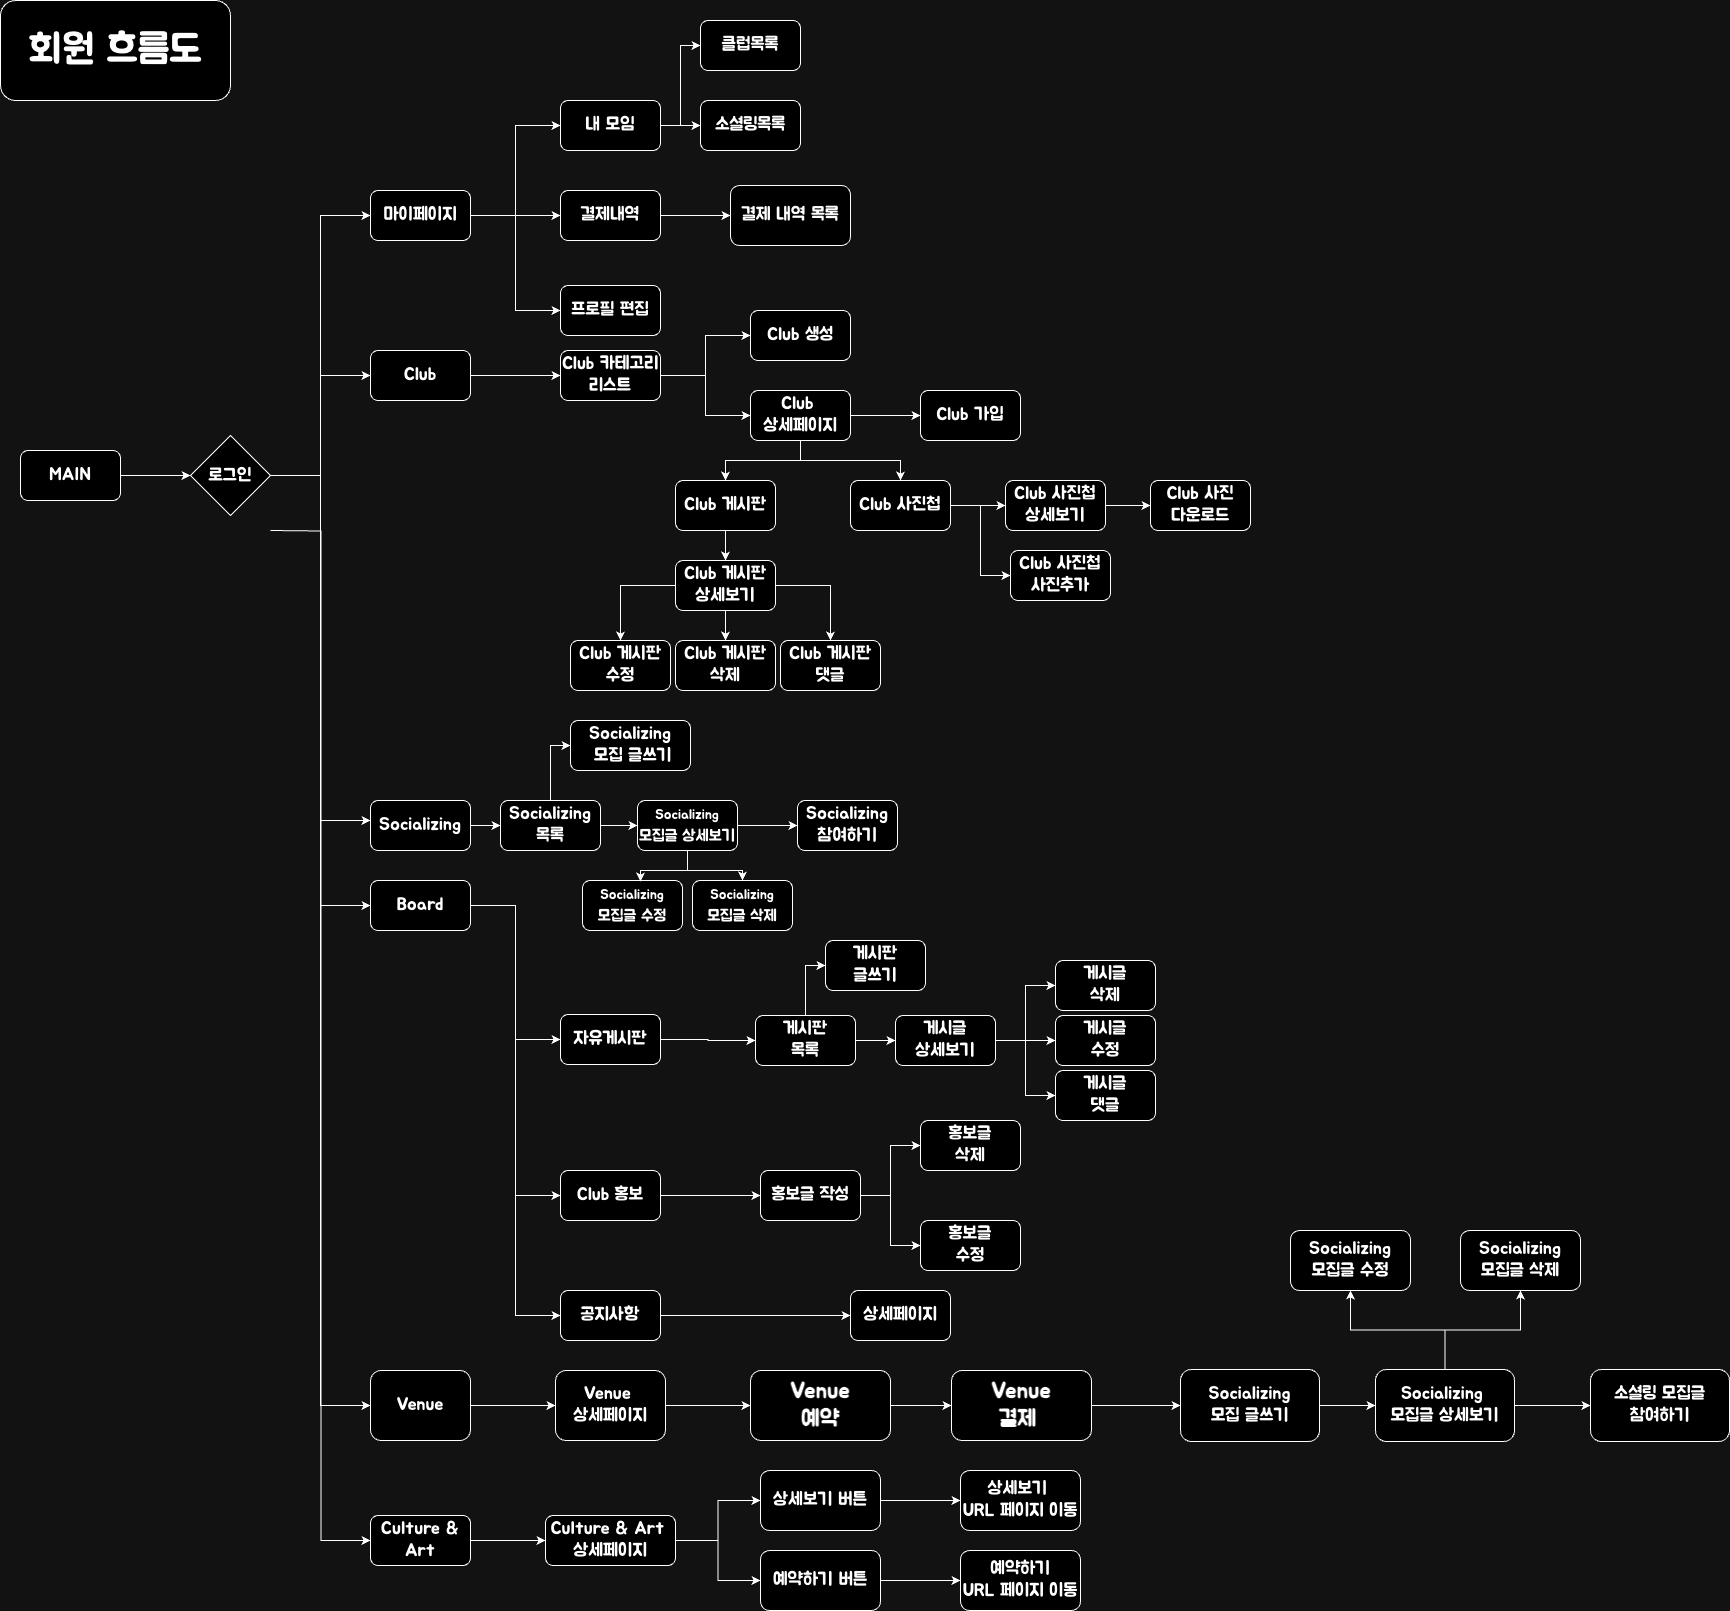 회원 흐름도
클럽목록
내 모임
소셜링목록
마이페이지
결제내역
결제 내역 목록
프로필 편집
Club 생성
Club
Club 카테고리
리스트
Club
상세페이지
Club 가입
MAIN
로그인
Club 게시판
Club 사진첩
Club 사진첩
상세보기
Club 사진
다운로드
Club 사진첩
사진추가
Club 게시판
상세보기
Club 게시판
수정
Club 게시판
삭제
Club 게시판
댓글
Socializing
모집 글쓰기
Socializing
Socializing
목록
Socializing
모집글 상세보기
Socializing
참여하기
Socializing
모집글 수정
Socializing
모집글 삭제
Board
게시판
글쓰기
자유게시판
게시판
목록
게시글
상세보기
게시글
삭제
게시글
수정
게시글
댓글
홍보글
삭제
Club 홍보
홍보글 작성
홍보글
수정
공지사항
상세페이지
Socializing
모집글 수정
Socializing
모집글 삭제
Venue
Venue
상세페이지
Venue
예약
Venue
결제
Socializing
모집 글쓰기
Socializing
모집글 상세보기
소셜링 모집글
참여하기
Culture &
Art
Culture & Art
상세페이지
상세보기 버튼
상세보기
URL 페이지 이동
예약하기 버튼
예약하기
URL 페이지 이동